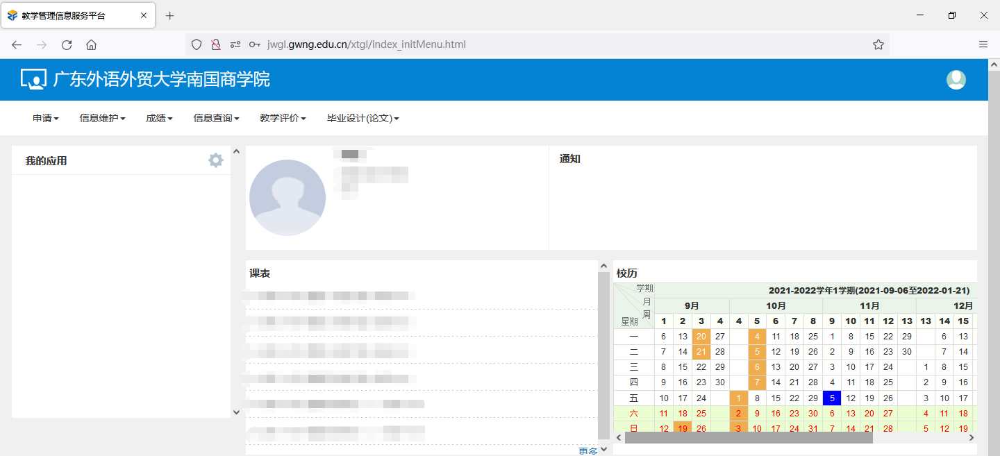 教学管理信息服务平台
jwgl.gwng.edu.cn/xtgl/index_initMenu.html
广东外语外贸大学南国商学院
申请 信息维护 成绩 信息查询 教学评价 毕业设计(论文)
我的应用
通知
课表
更多
校历
学期 2021-2022学年1学期(2021-09-06至2022-01-21)
月 9月 10月 11月 12月
周
星期 1 2 3 4 4 5 6 7 8 9 10 11 12 13 13 14 15
一 6 13 20 27 4 11 18 25 1 8 15 22 29 6 13
二 7 14 21 28 5 12 19 26 2 9 16 23 30 7 14
三 8 15 22 29 6 13 20 27 3 10 17 24 1 8 15
四 9 16 23 30 7 14 21 28 4 11 18 25 2 9 16
五 10 17 24 1 8 15 22 29 5 12 19 26 3 10 17
六 11 18 25 2 9 16 23 30 6 13 20 27 4 11 18
日 12 19 26 3 10 17 24 31 7 14 21 28 5 12 19